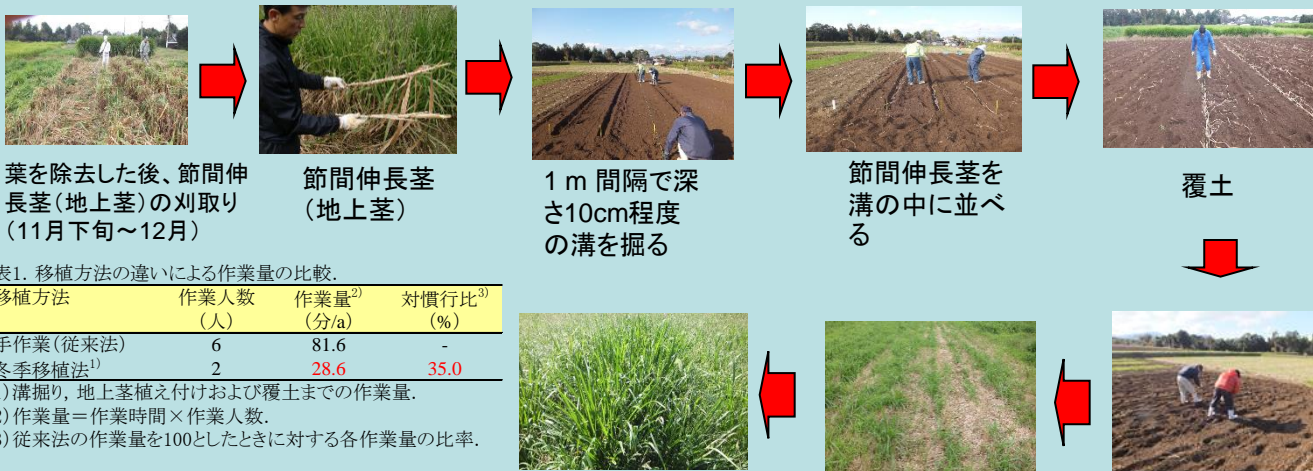 葉を除去した後、節間伸
長茎(地上茎)の刈取り
(11月下旬～12月)
節間伸長茎
(地上茎)
1 m 間隔で深
さ10cm程度
の溝を掘る
節間伸長茎を
溝の中に並べ
る
覆土
表1. 移植方法の違いによる作業量の比較.
移植方法 作業人数 作業量2) 対慣行比3)
(人) (分/a) (%)
手作業(従来法) 6 81.6 -
冬季移植法1) 2 28.6 35.0
1)溝掘り, 地上茎植え付けおよび覆土までの作業量.
2)作業量=作業時間×作業人数.
3)従来法の作業量を100としたときに対する各作業量の比率.